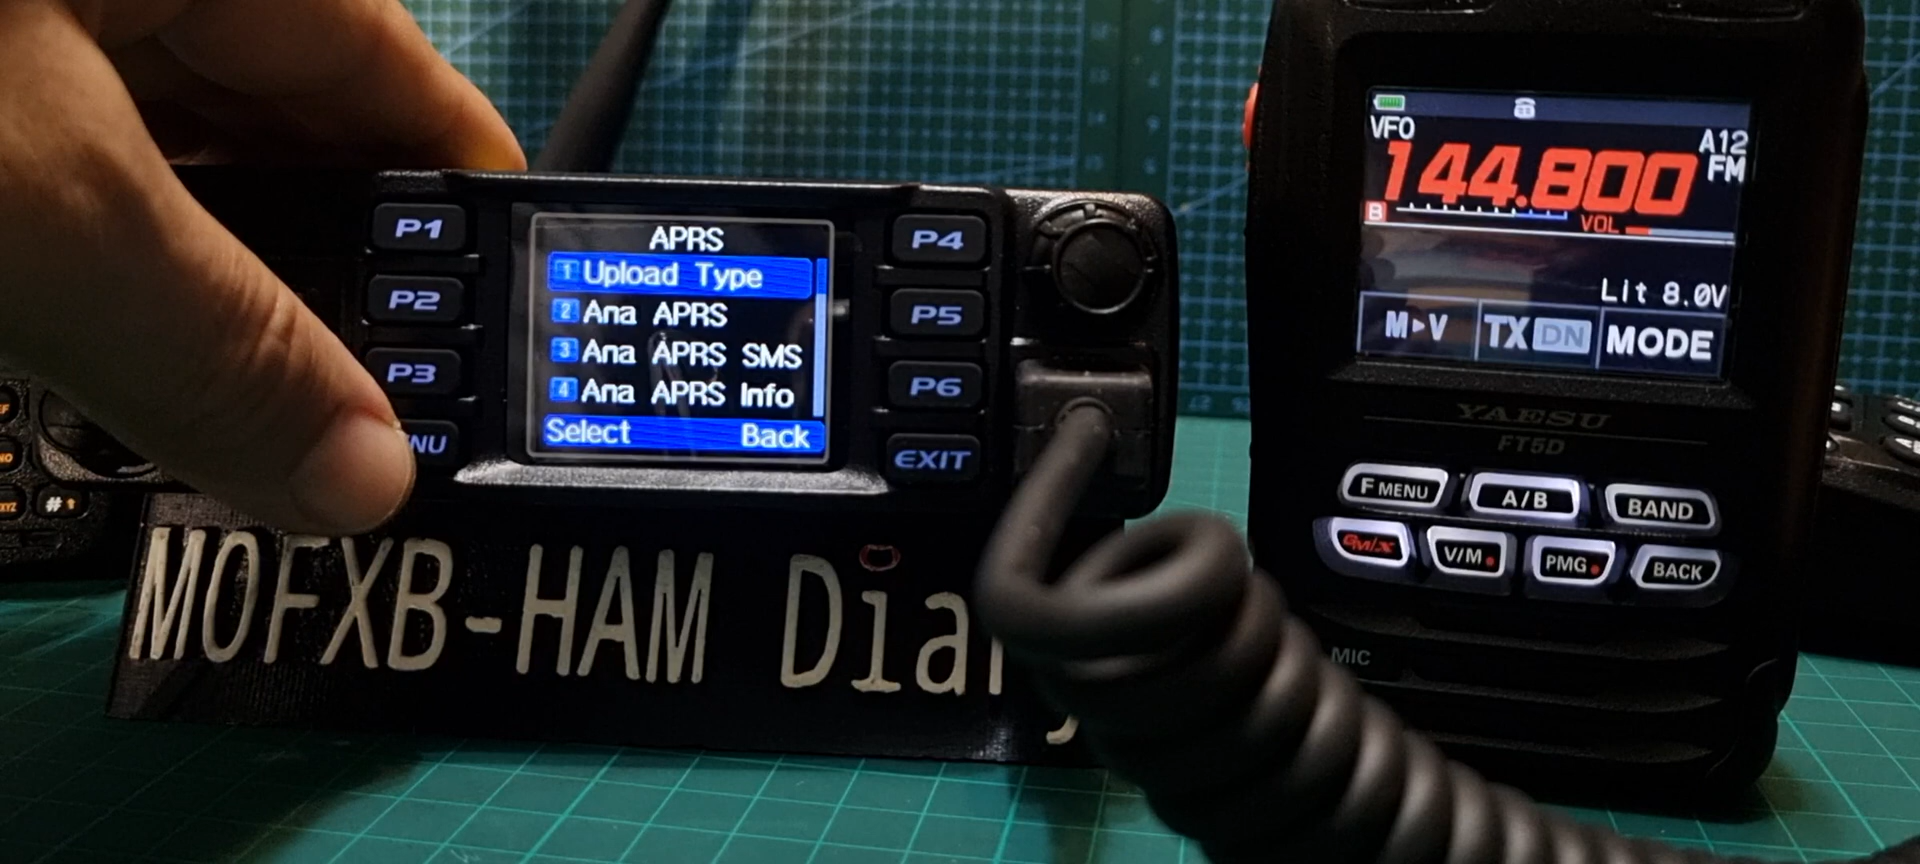 P1
P2
P3
NU
APRS
1 Upload Type
2 Ana APRS
3 Ana APRS SMS
4 Ana APRS Info
Select Back
P4
P5
P6
EXIT
M0FXB-HAM Dia
VFO
A12
144.800
FM
B
VOL
Lit 8.0V
M▸V
TX DN
MODE
YAESU
FT5D
F MENU
A/B
BAND
GM/X
V/M
PMG
BACK
MIC
#